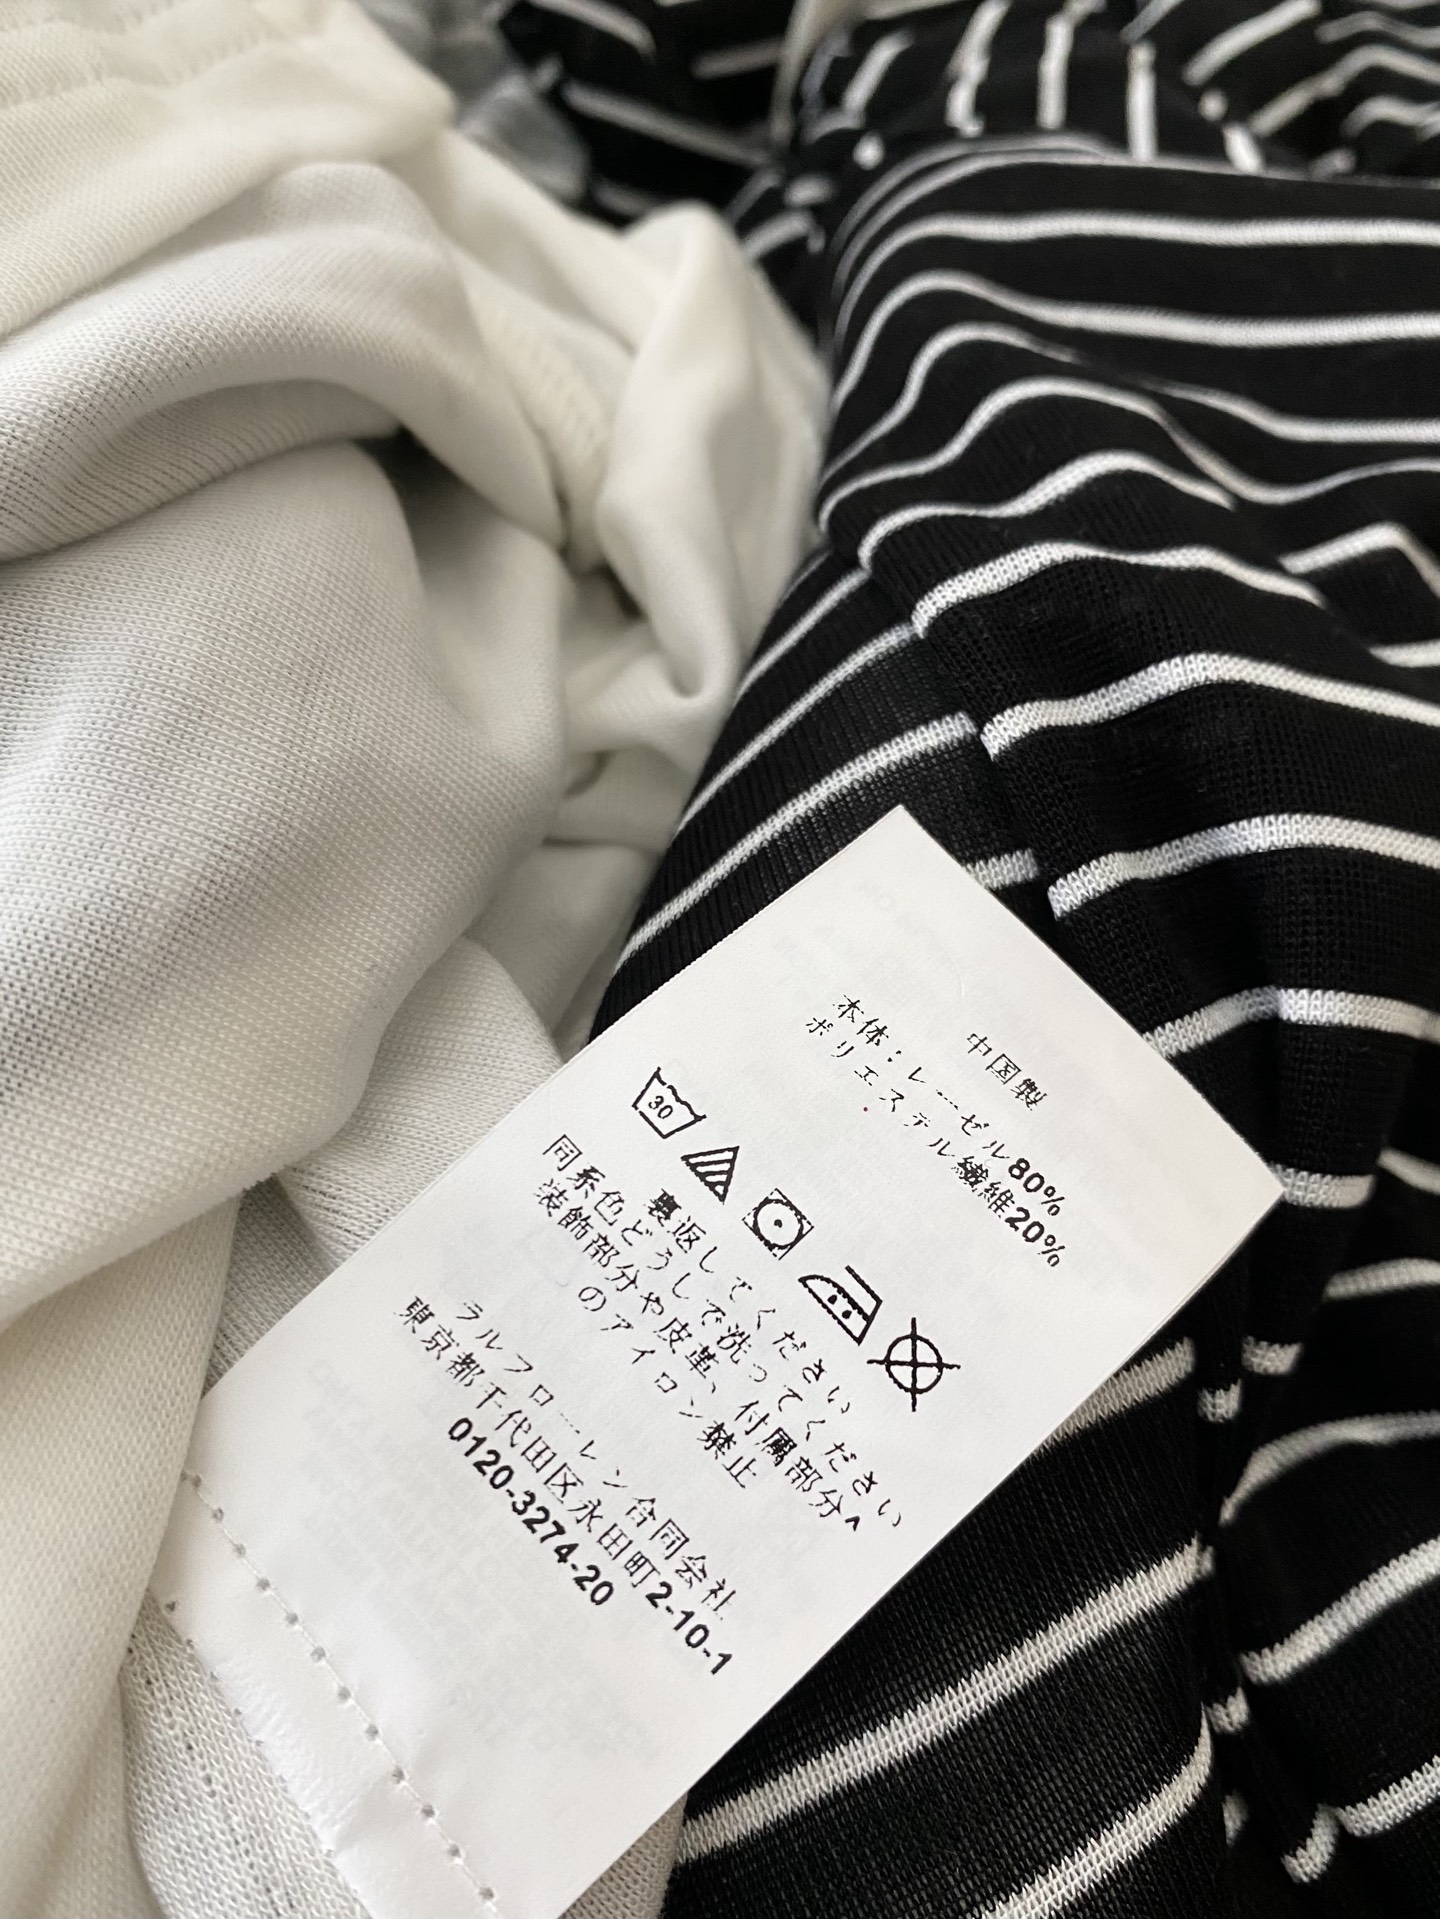 中国製
本体:レーゼル80%
ポリエステル繊維20%
30
裏返してください
同系色どうしで洗ってください
装飾部分や皮革、付属部分へ
のアイロン禁止
ラルフローレン合同会社
東京都千代田区永田町2-10-1
0120-3274-20